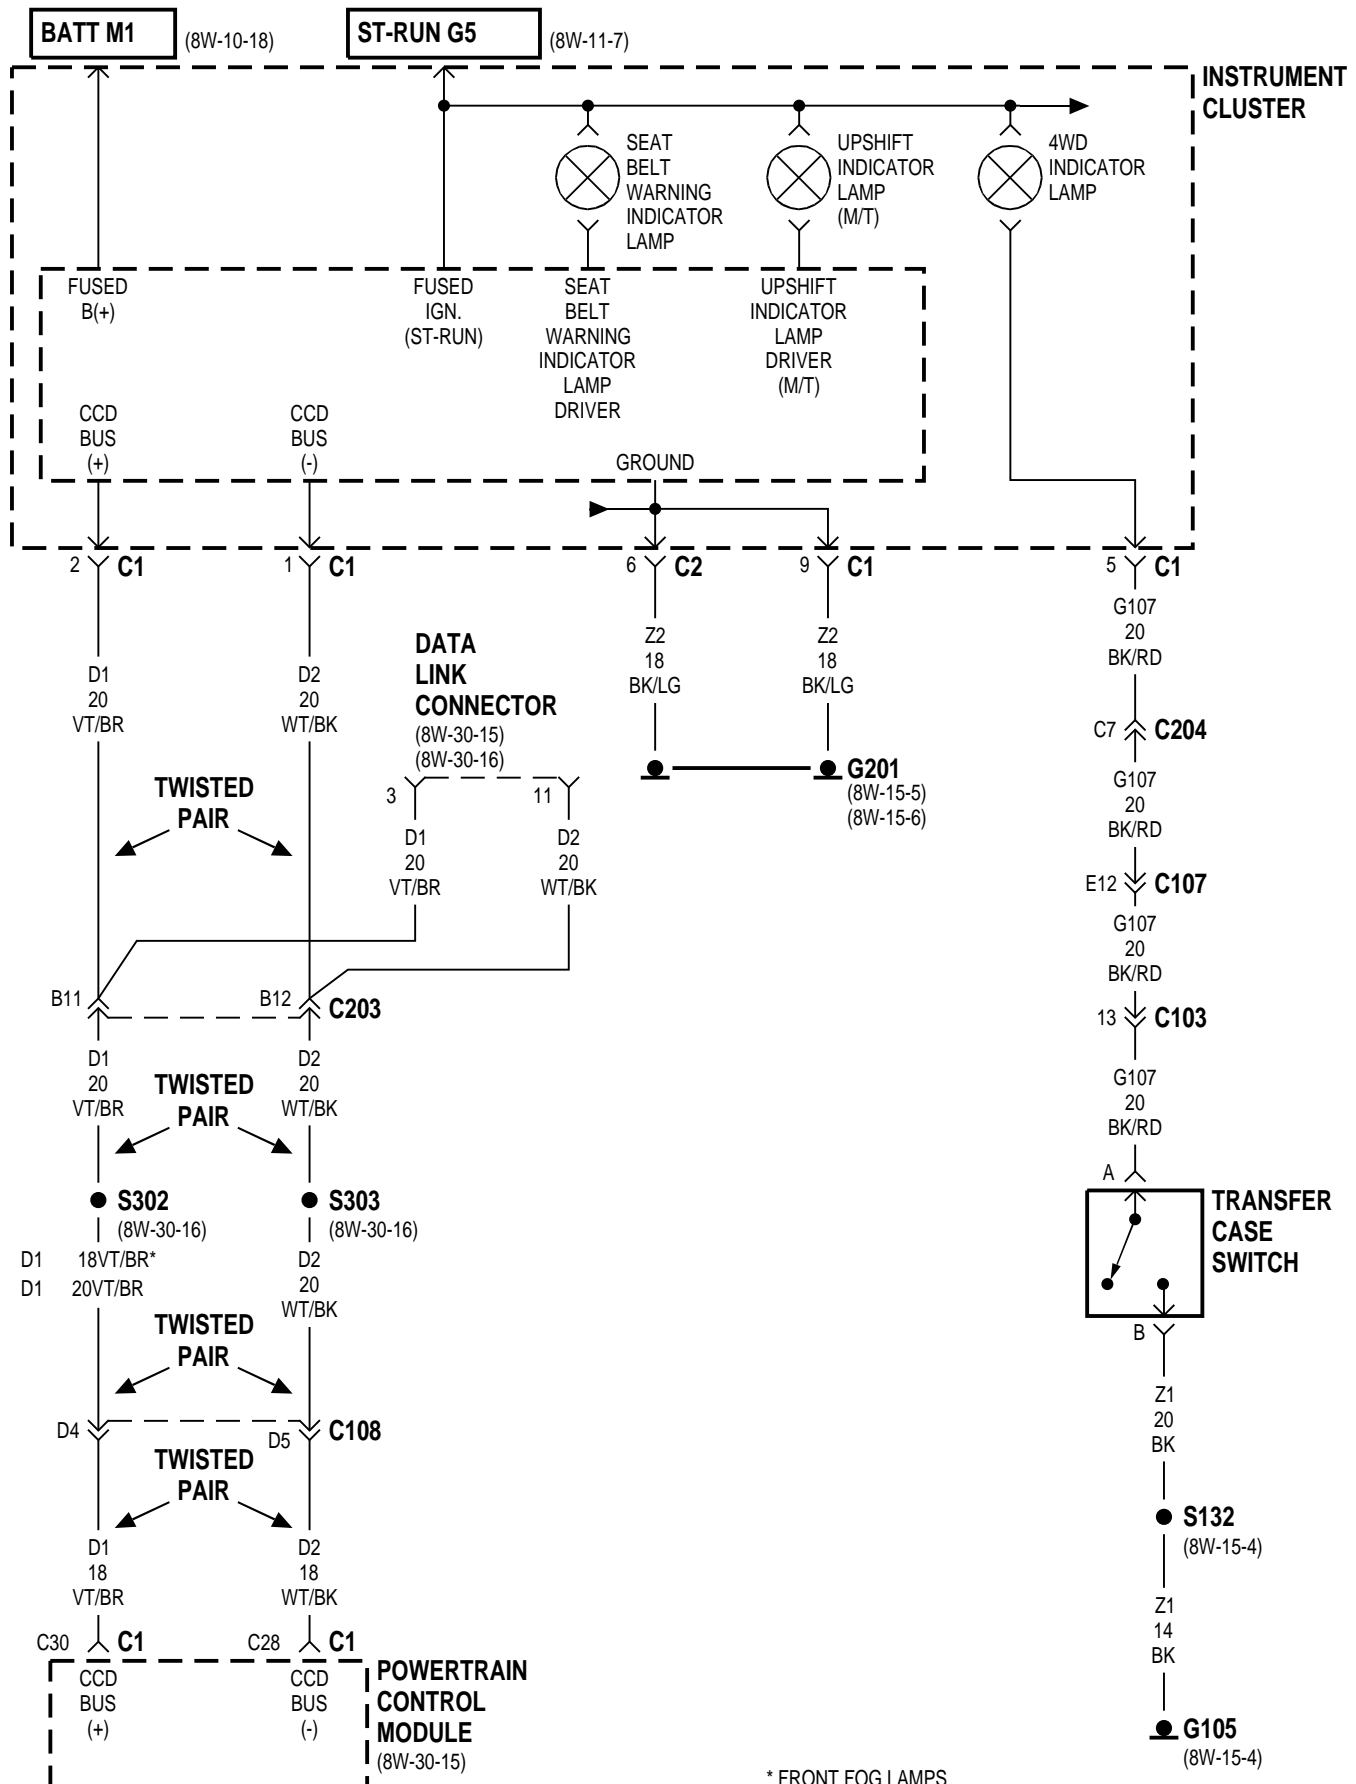 BATT M1 (8W-10-18)
ST-RUN G5 (8W-11-7)
INSTRUMENT
CLUSTER
SEAT
BELT
WARNING
INDICATOR
LAMP
UPSHIFT
INDICATOR
LAMP
(M/T)
4WD
INDICATOR
LAMP
FUSED
B(+)
FUSED
IGN.
(ST-RUN)
SEAT
BELT
WARNING
INDICATOR
LAMP
DRIVER
UPSHIFT
INDICATOR
LAMP
DRIVER
(M/T)
CCD
BUS
(+)
CCD
BUS
(-)
GROUND
2 C1
1 C1
6 C2
9 C1
5 C1
D1
20
VT/BR
D2
20
WT/BK
DATA
LINK
CONNECTOR
(8W-30-15)
(8W-30-16)
Z2
18
BK/LG
Z2
18
BK/LG
G107
20
BK/RD
C7 C204
G201
(8W-15-5)
(8W-15-6)
TWISTED
PAIR
3
11
D1
20
VT/BR
D2
20
WT/BK
G107
20
BK/RD
E12 C107
G107
20
BK/RD
B11
B12 C203
13 C103
D1
20
VT/BR
TWISTED
PAIR
D2
20
WT/BK
G107
20
BK/RD
A
S302
(8W-30-16)
S303
(8W-30-16)
TRANSFER
CASE
SWITCH
D1 18VT/BR*
D1 20VT/BR
D2
20
WT/BK
TWISTED
PAIR
B
D4
D5 C108
Z1
20
BK
TWISTED
PAIR
S132
(8W-15-4)
D1
18
VT/BR
D2
18
WT/BK
Z1
14
BK
C30 C1
C28 C1
CCD
BUS
(+)
CCD
BUS
(-)
POWERTRAIN
CONTROL
MODULE
(8W-30-15)
G105
(8W-15-4)
* FRONT FOG LAMPS